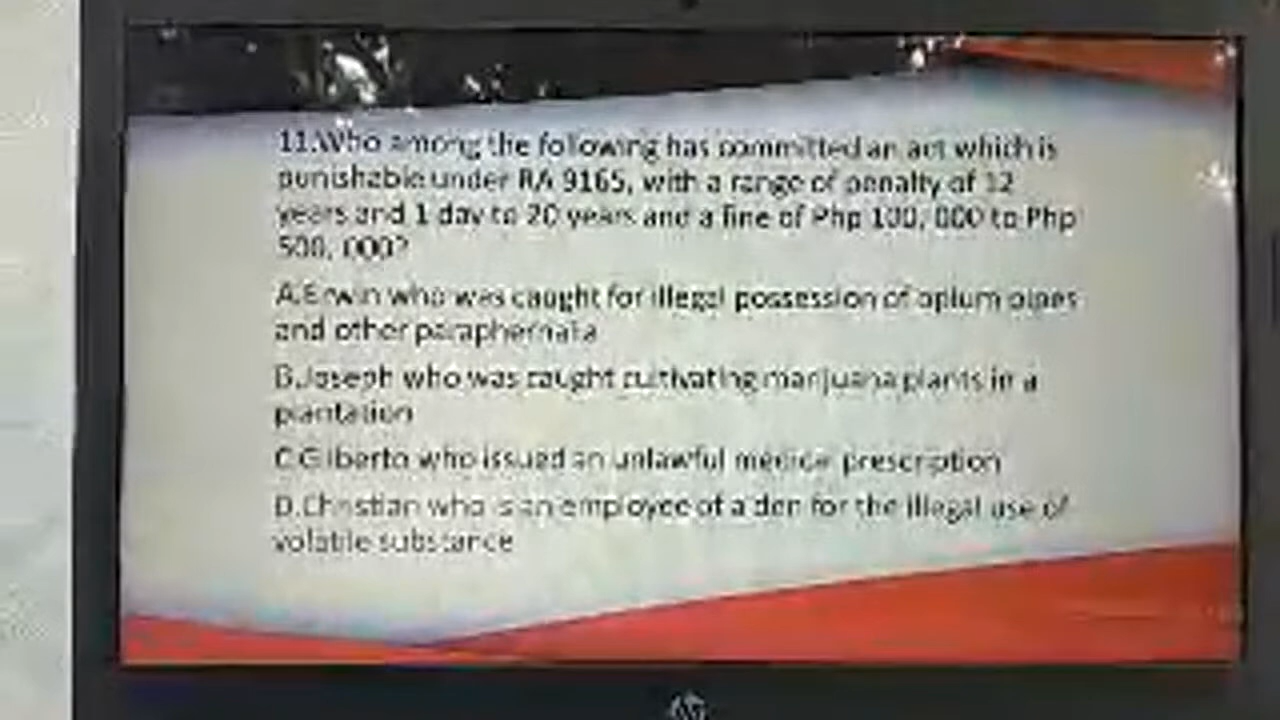 11.Who among the following has committed an act which is
punishable under RA 9165, with a range of penalty of 12
years and 1 day to 20 years and a fine of Php 100, 000 to Php
500, 000?
A.Erwin who was caught for illegal possession of opium pipes
and other paraphernalia
B.Joseph who was caught cultivating marijuana plants in a
plantation
C.Gilberto who issued an unlawful medical prescription
D.Christian who is an employee of a den for the illegal use of
volatile substance
hp